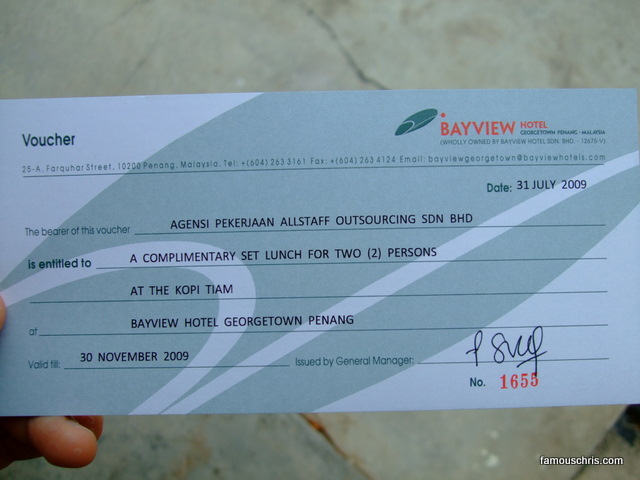 BAYVIEW HOTEL
GEORGETOWN PENANG • MALAYSIA
(WHOLLY OWNED BY BAYVIEW HOTEL SDN. BHD. - 12675-V)
Voucher
25-A, Farquhar Street, 10200 Penang, Malaysia. Tel: +(604) 263 3161 Fax: +(604) 263 4124 Email: bayviewgeorgetown@bayviewhotels.com
Date: 31 JULY 2009
The bearer of this voucher AGENSI PEKERJAAN ALLSTAFF OUTSOURCING SDN BHD
is entitled to A COMPLIMENTARY SET LUNCH FOR TWO (2) PERSONS
AT THE KOPI TIAM
at BAYVIEW HOTEL GEORGETOWN PENANG
Valid till: 30 NOVEMBER 2009 Issued by General Manager:
No. 1655
famouschris.com